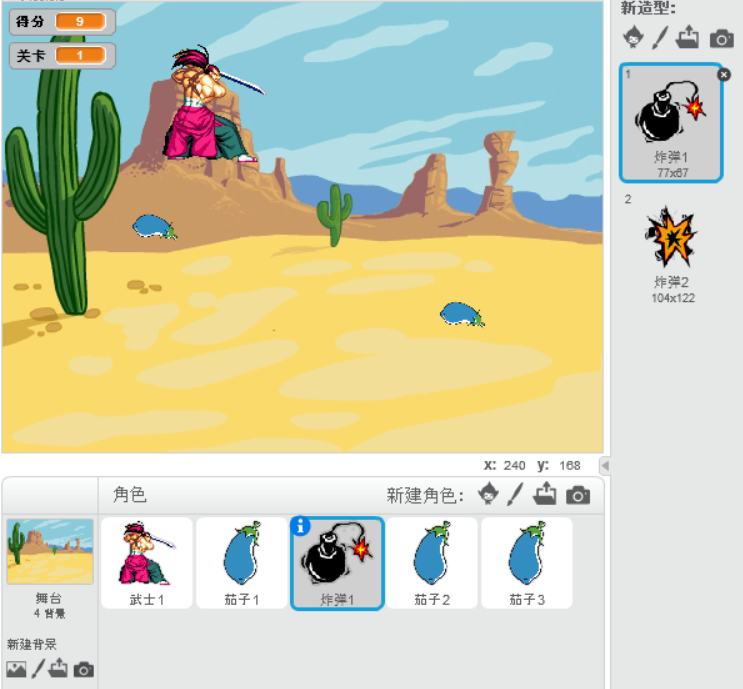 新造型:
得分 9
关卡 1
1
炸弹1
77x67
2
炸弹2
104x122
x: 240 y: 168
角色
新建角色:
舞台
4 背景
新建背景
武士1
茄子1
炸弹1
茄子2
茄子3